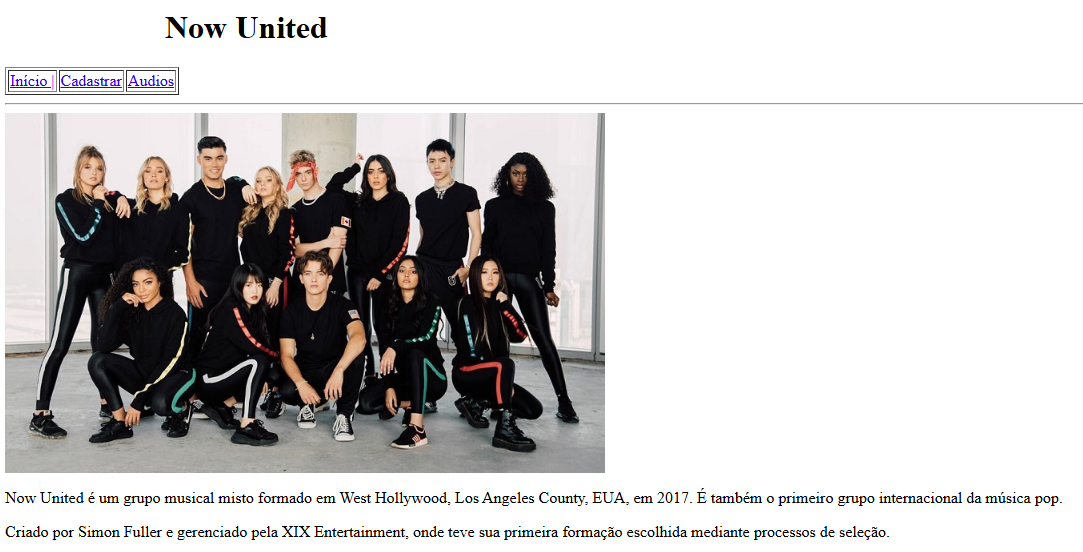 Now United
Início | Cadastrar Audios
Now United é um grupo musical misto formado em West Hollywood, Los Angeles County, EUA, em 2017. É também o primeiro grupo internacional da música pop.
Criado por Simon Fuller e gerenciado pela XIX Entertainment, onde teve sua primeira formação escolhida mediante processos de seleção.